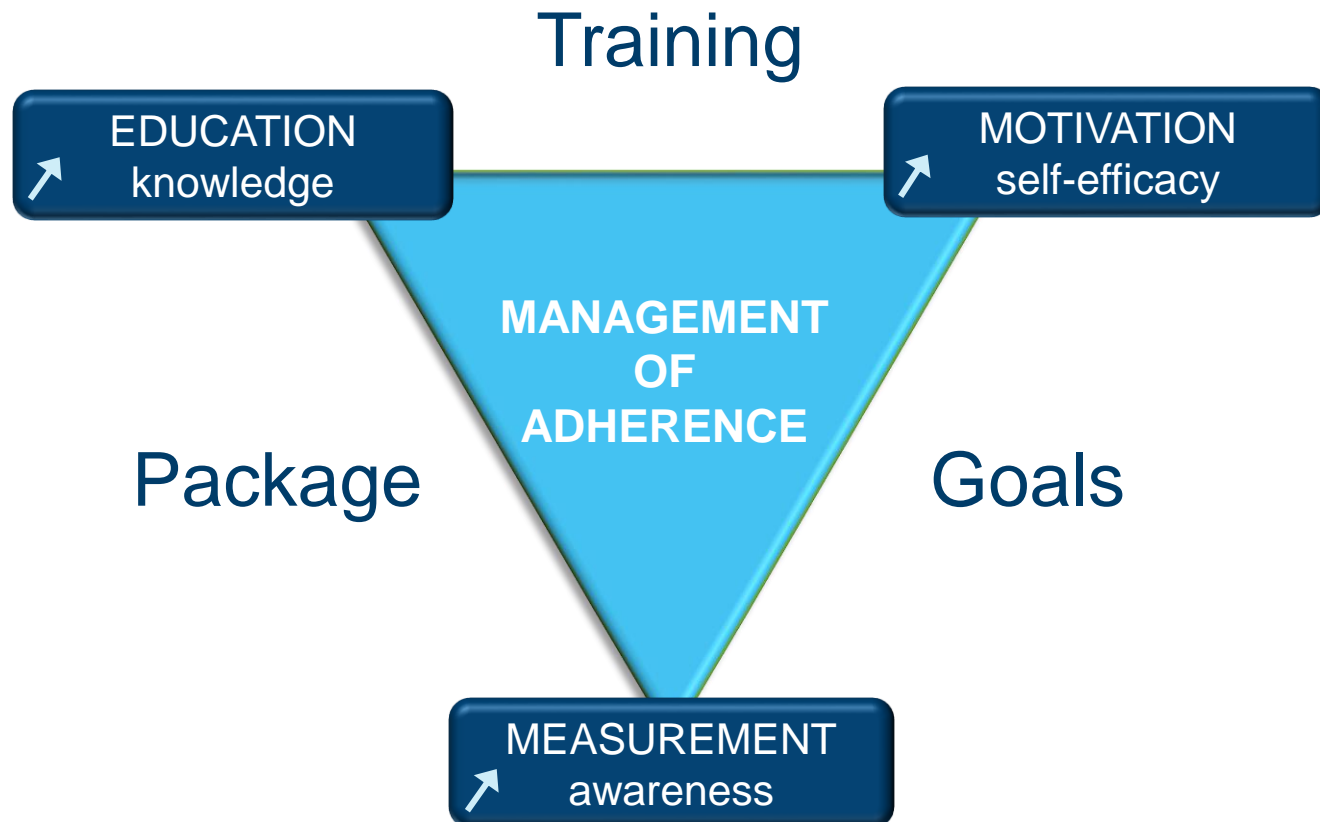 Training
EDUCATION
knowledge
MOTIVATION
self-efficacy
MANAGEMENT
OF
ADHERENCE
Package
Goals
MEASUREMENT
awareness